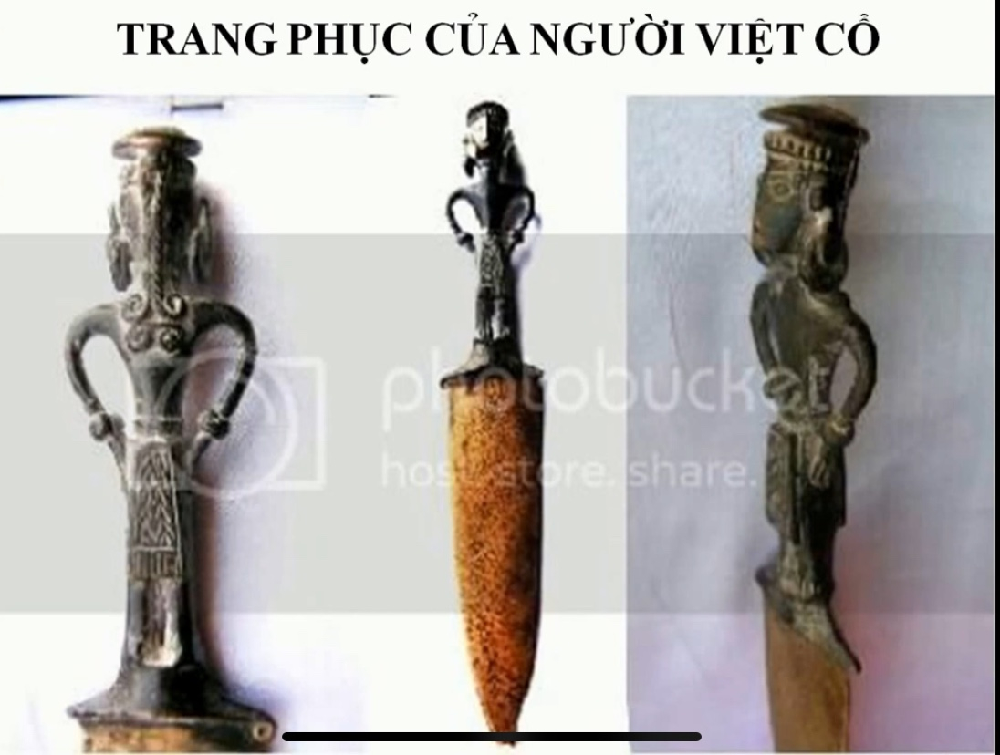 TRANG PHỤC CỦA NGƯỜI VIỆT CỔ
photobucket
host. store. share.